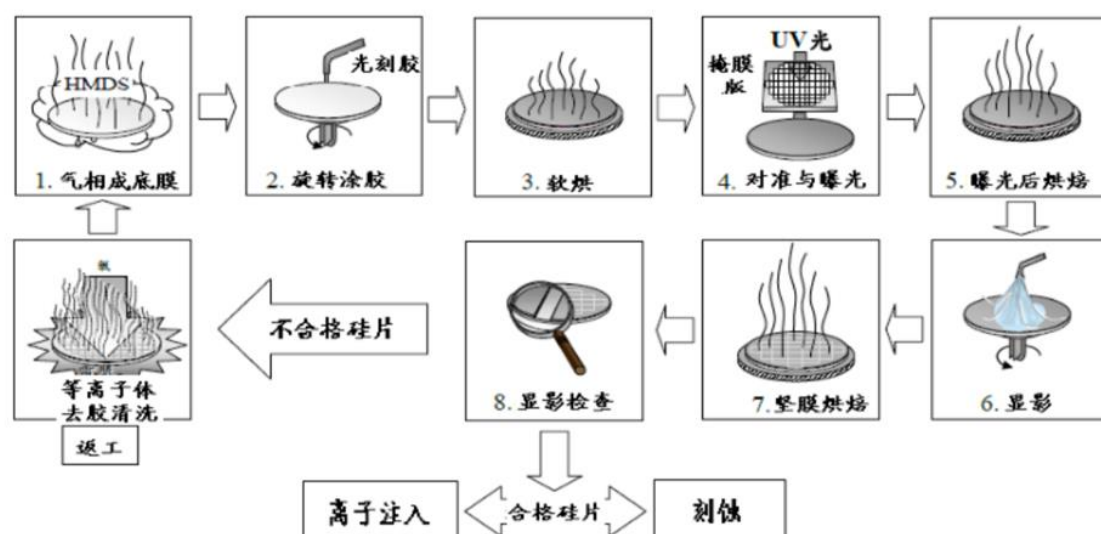 HMDS
1. 气相成底膜
光刻胶
2. 旋转涂胶
3. 软烘
UV光
掩膜版
4. 对准与曝光
5. 曝光后烘焙
6. 显影
7. 坚膜烘焙
8. 显影检查
不合格硅片
等离子体
去胶清洗
返工
离子注入
合格硅片
刻蚀